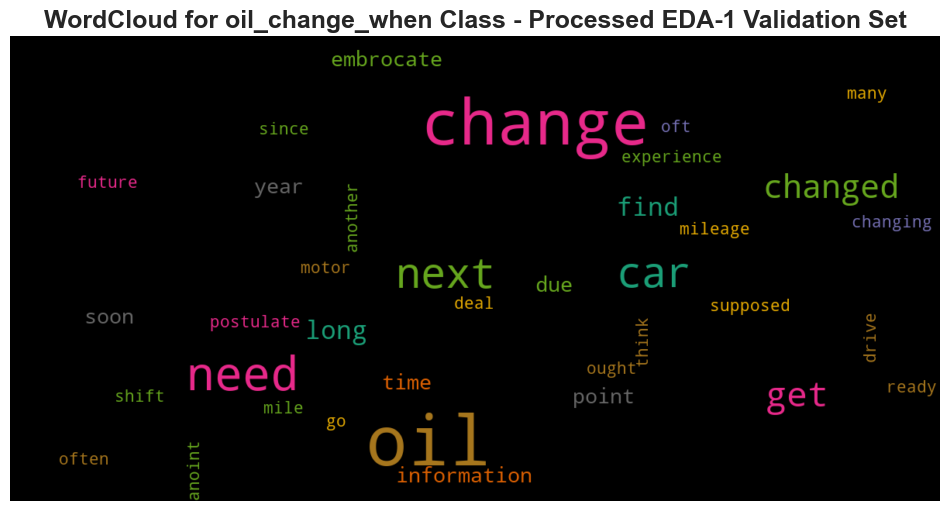 WordCloud for oil_change_when Class - Processed EDA-1 Validation Set
embrocate
many
change
since
oft
experience
future
year
another
changed
find
mileage
changing
motor
next
car
deal
due
supposed
soon
postulate
long
think
drive
need
time
ought
point
get
ready
shift
mile
go
oil
often
anoint
information